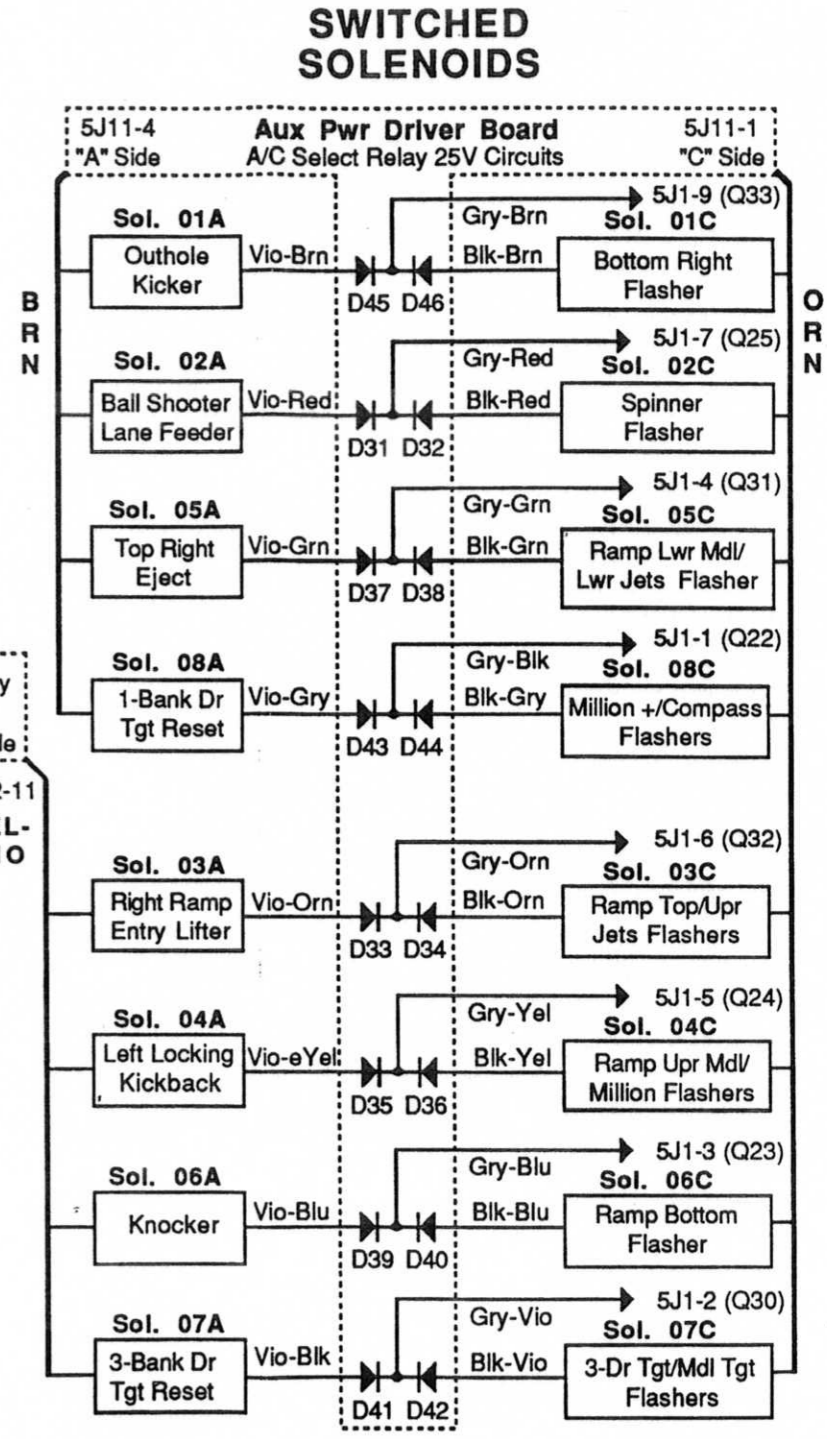 SWITCHED
SOLENOIDS
5J11-4 Aux Pwr Driver Board 5J11-1
"A" Side A/C Select Relay 25V Circuits "C" Side
5J1-9 (Q33)
Sol. 01A Gry-Brn Sol. 01C
Outhole Vio-Brn Blk-Brn Bottom Right
Kicker Flasher
D45 D46
B
R
N
O
R
N
5J1-7 (Q25)
Sol. 02A Gry-Red Sol. 02C
Ball Shooter Vio-Red Blk-Red Spinner
Lane Feeder Flasher
D31 D32
5J1-4 (Q31)
Sol. 05A Gry-Grn Sol. 05C
Top Right Vio-Grn Blk-Grn Ramp Lwr Mdl/
Eject Lwr Jets Flasher
D37 D38
5J1-1 (Q22)
Sol. 08A Gry-Blk Sol. 08C
1-Bank Dr Vio-Gry Blk-Gry Million +/Compass
Tgt Reset Flashers
D43 D44
y
le
2-11
L-
O
5J1-6 (Q32)
Sol. 03A Gry-Orn Sol. 03C
Right Ramp Vio-Orn Blk-Orn Ramp Top/Upr
Entry Lifter Jets Flashers
D33 D34
5J1-5 (Q24)
Sol. 04A Gry-Yel Sol. 04C
Left Locking Vio-eYel Blk-Yel Ramp Upr Mdl/
Kickback Million Flashers
D35 D36
5J1-3 (Q23)
Sol. 06A Gry-Blu Sol. 06C
Knocker Vio-Blu Blk-Blu Ramp Bottom
Flasher
D39 D40
5J1-2 (Q30)
Sol. 07A Gry-Vio Sol. 07C
3-Bank Dr Vio-Blk Blk-Vio 3-Dr Tgt/Mdl Tgt
Tgt Reset Flashers
D41 D42